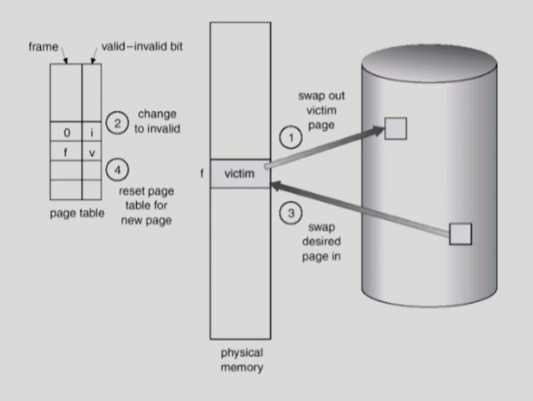 frame
valid–invalid bit
0 i
f v
page table
2
change
to invalid
4
reset page
table for
new page
f
victim
physical
memory
swap out
victim
page
1
3
swap
desired
page in